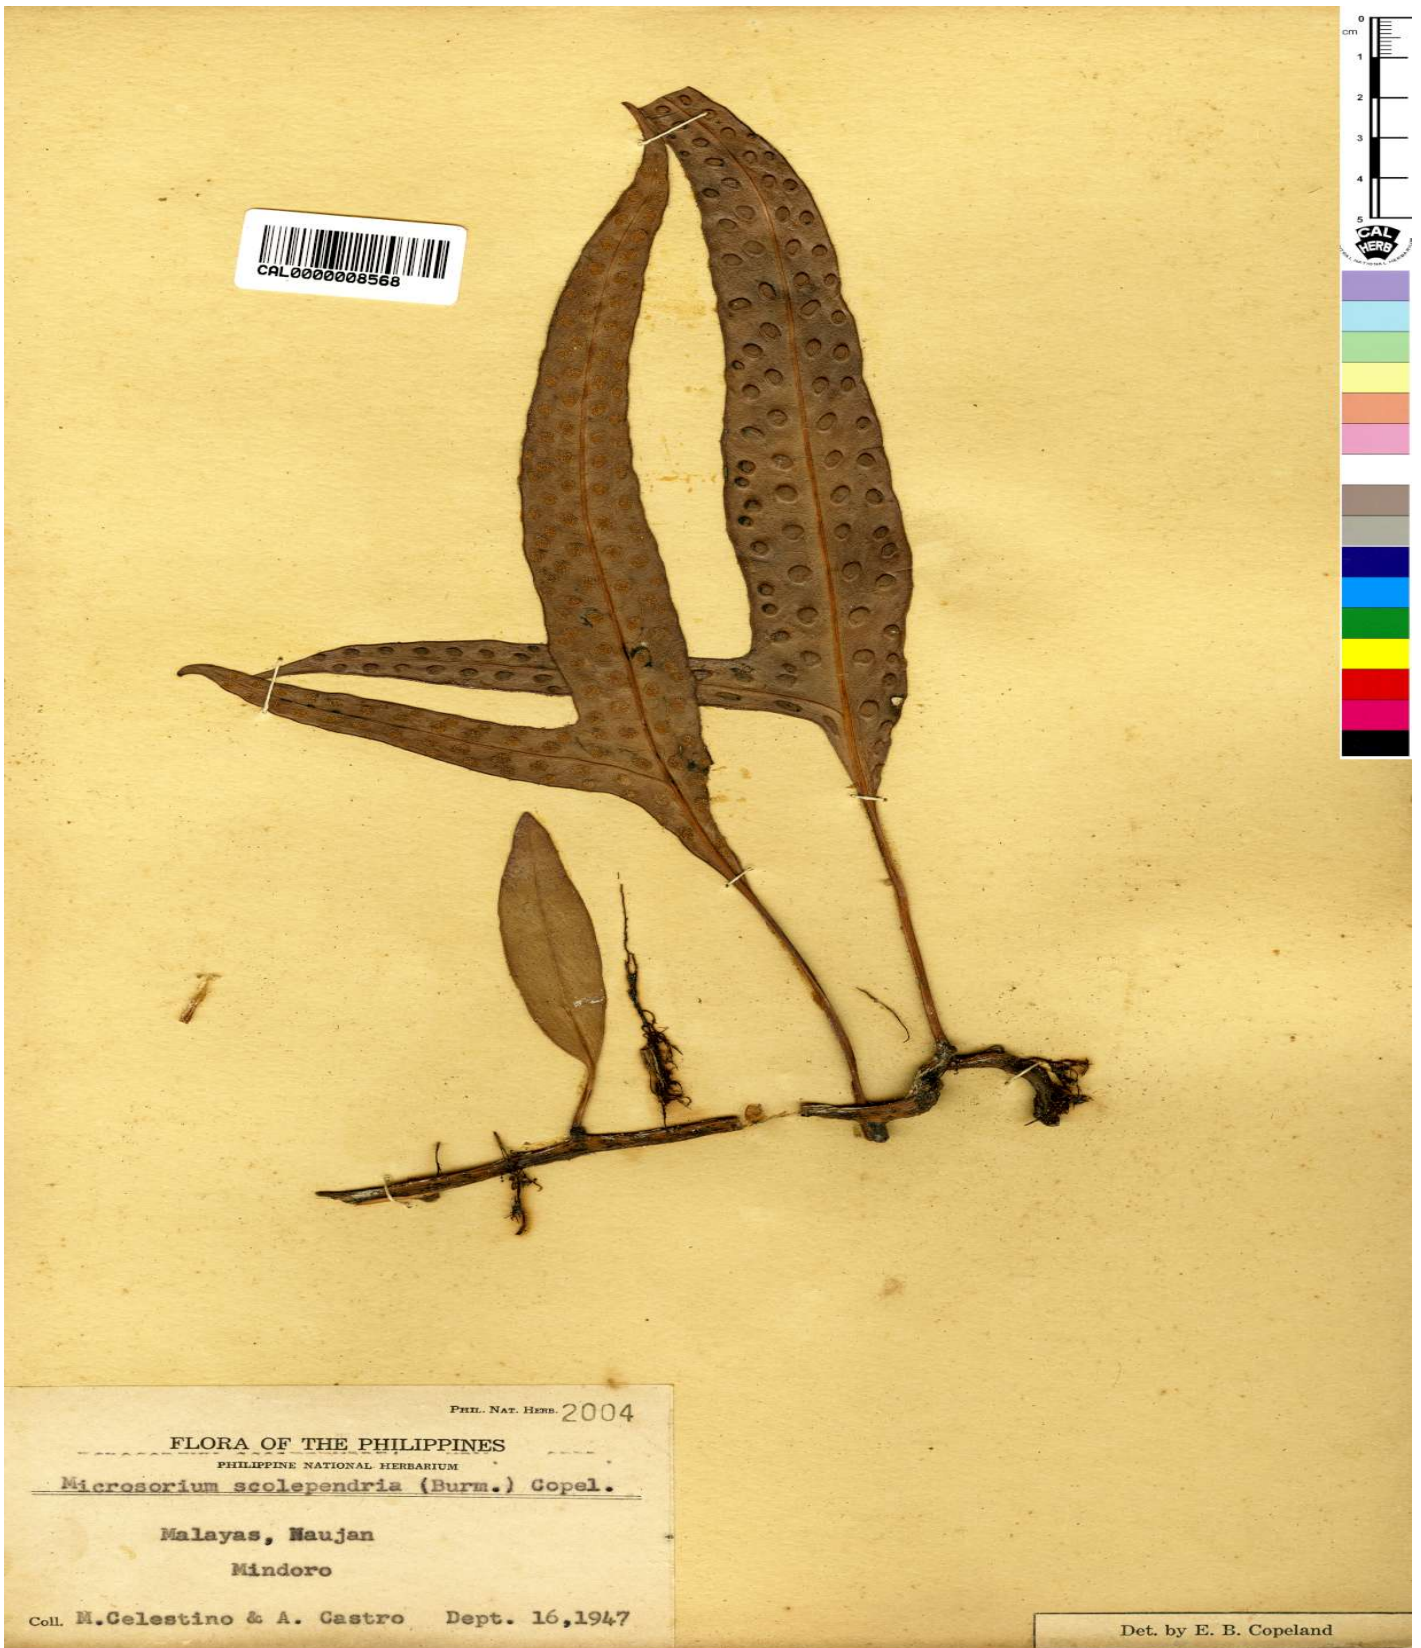 0
cm
1
2
3
4
5
CAL
HERB
CAL0000008568
PHIL. NAT. HERB. 2004
FLORA OF THE PHILIPPINES
PHILIPPINE NATIONAL HERBARIUM
Microsorium scolependria (Burm.) Copel.
Malayas, Naujan
Mindoro
Coll. M.Celestino & A. Castro Dept. 16,1947
Det. by E. B. Copeland